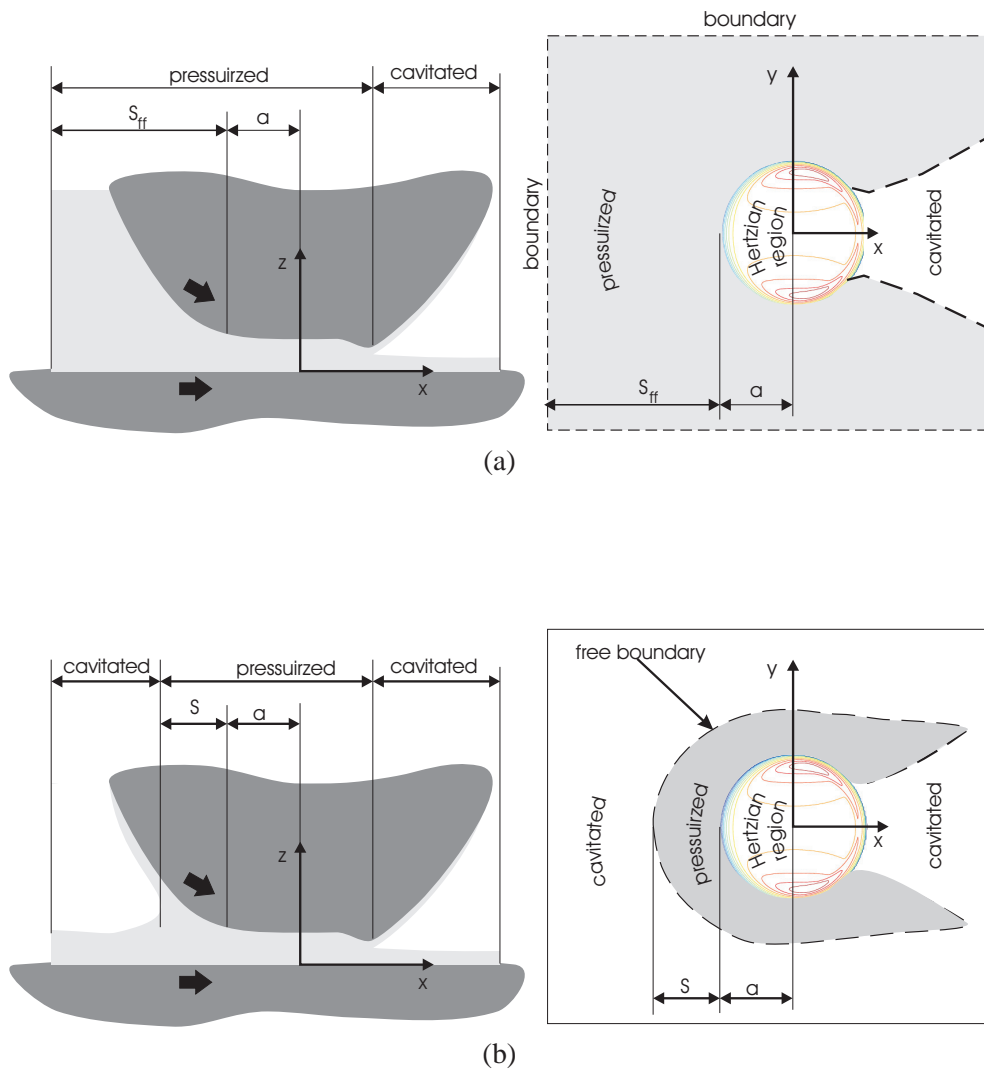 boundary
pressuirzed
cavitated
S_ff
a
z
x
y
boundary
pressuirzed
Hertzian
region
x
cavitated
S_ff
a
(a)
cavitated
pressuirzed
cavitated
S
a
z
x
free boundary
y
cavitated
pressuirzed
Hertzian
region
x
cavitated
S
a
(b)